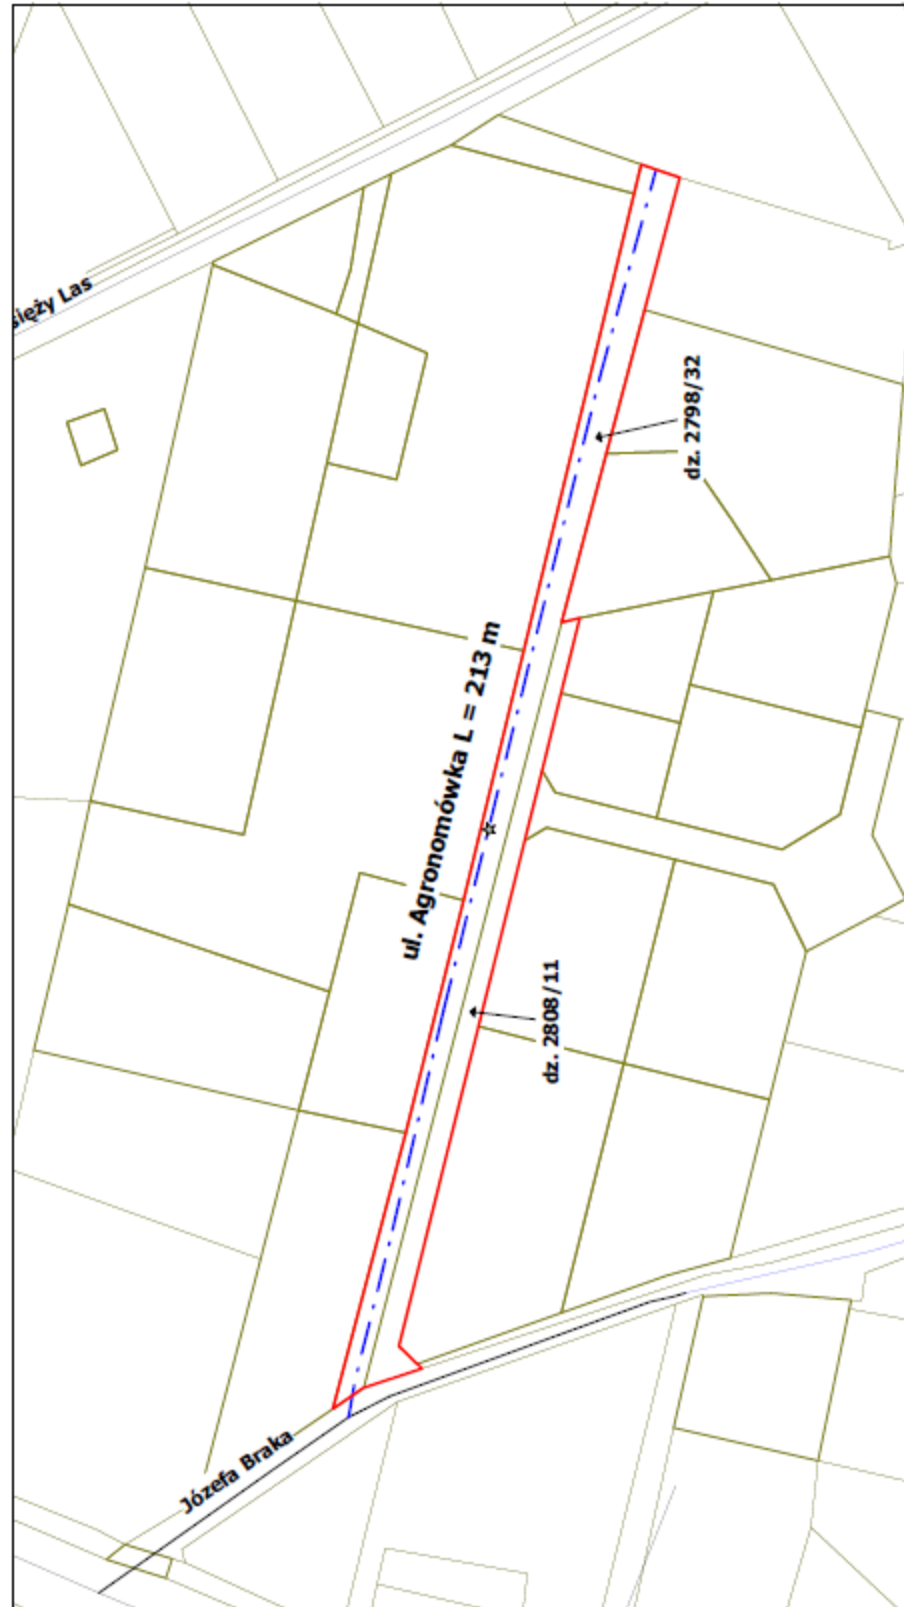 sięży Las
dz. 2798/32
ul. Agronomówka L = 213 m
dz. 2808/11
Józefa Braka